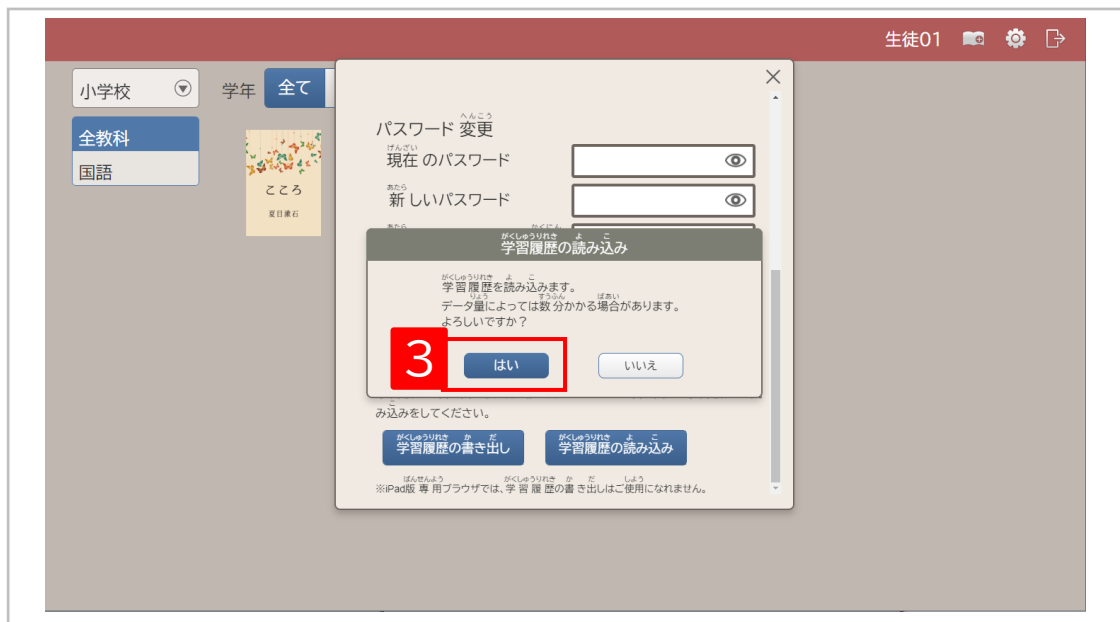 生徒01
小学校
学年
全て
全教科
国語
こころ
夏目漱石
へんこう
パスワード 変更
げんざい
現在 のパスワード
あたら
新 しいパスワード
あたら かくにん
がくしゅうりれき よ こ
学習履歴の読み込み
がくしゅうりれき よ こ
学習履歴を読み込みます。
りょう すうふん ばあい
データ量によっては数分かかる場合があります。
よろしいですか？
3
はい
いいえ
こ
み込みをしてください。
がくしゅうりれき か だ
学習履歴の書き出し
がくしゅうりれき よ こ
学習履歴の読み込み
ばんせんよう がくしゅうりれき か だ しよう
※iPad版 専 用ブラウザでは、学 習 履 歴の書 き出しはご使用になれません。